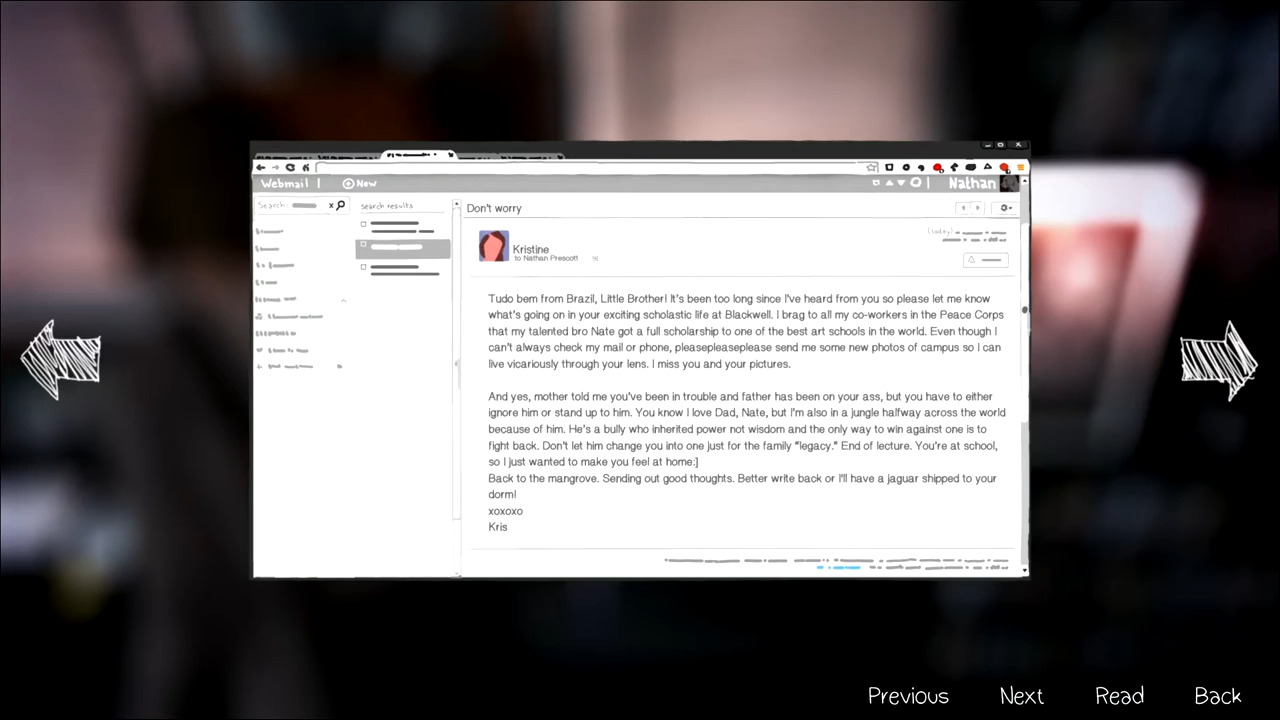 Webmail
New
Nathan
Search:
search results
Don't worry
Kristine
to Nathan Prescott
(today)
Tudo bem from Brazil, Little Brother! It's been too long since I've heard from you so please let me know
what's going on in your exciting scholastic life at Blackwell. I brag to all my co-workers in the Peace Corps
that my talented bro Nate got a full scholarship to one of the best art schools in the world. Even though I
can't always check my mail or phone, pleasepleaseplease send me some new photos of campus so I can
live vicariously through your lens. I miss you and your pictures.
And yes, mother told me you've been in trouble and father has been on your ass, but you have to either
ignore him or stand up to him. You know I love Dad, Nate, but I'm also in a jungle halfway across the world
because of him. He's a bully who inherited power not wisdom and the only way to win against one is to
fight back. Don't let him change you into one just for the family "legacy." End of lecture. You're at school,
so I just wanted to make you feel at home:]
Back to the mangrove. Sending out good thoughts. Better write back or I'll have a jaguar shipped to your
dorm!
xoxoxo
Kris
Previous Next Read Back